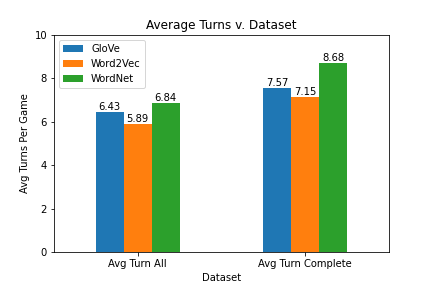 Average Turns v. Dataset
GloVe
Word2Vec
WordNet
10
8
6
4
2
0
Avg Turns Per Game
6.43
5.89
6.84
7.57
7.15
8.68
Avg Turn All
Avg Turn Complete
Dataset